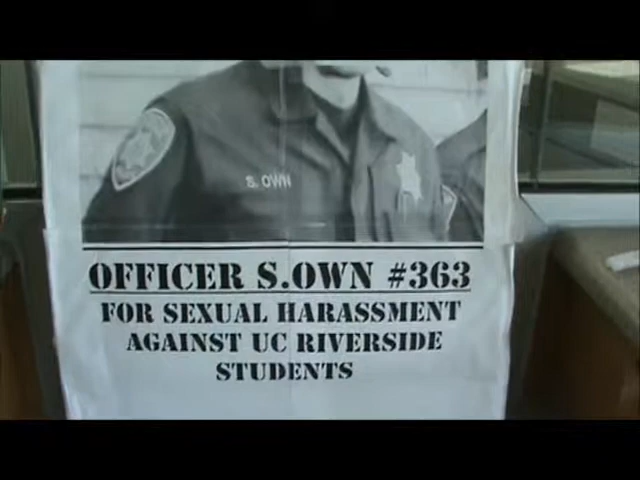 S. OWN
OFFICER S.OWN #363
FOR SEXUAL HARASSMENT
AGAINST UC RIVERSIDE
STUDENTS